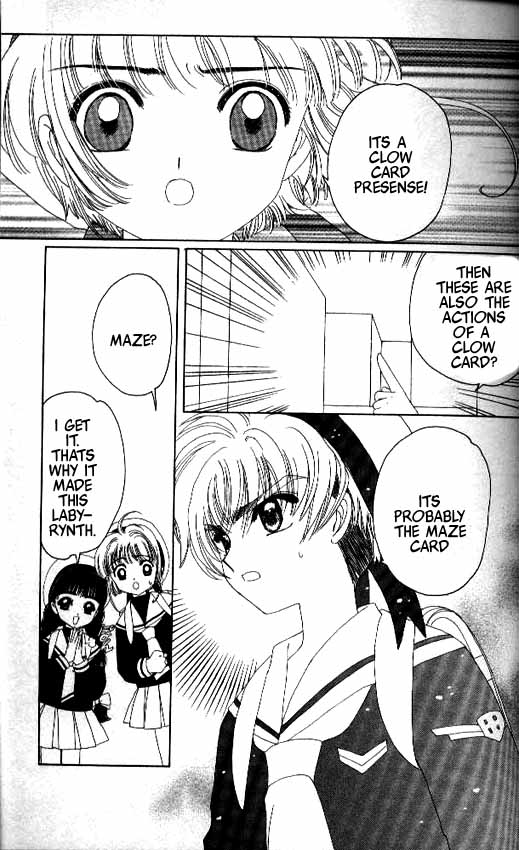 ITS A
CLOW
CARD
PRESENSE!
THEN
THESE ARE
ALSO THE
ACTIONS
OF A
CLOW
CARD?
ITS
PROBABLY
THE MAZE
CARD
MAZE?
I GET
IT.
THATS
WHY IT
MADE
THIS
LABY-
RYNTH.